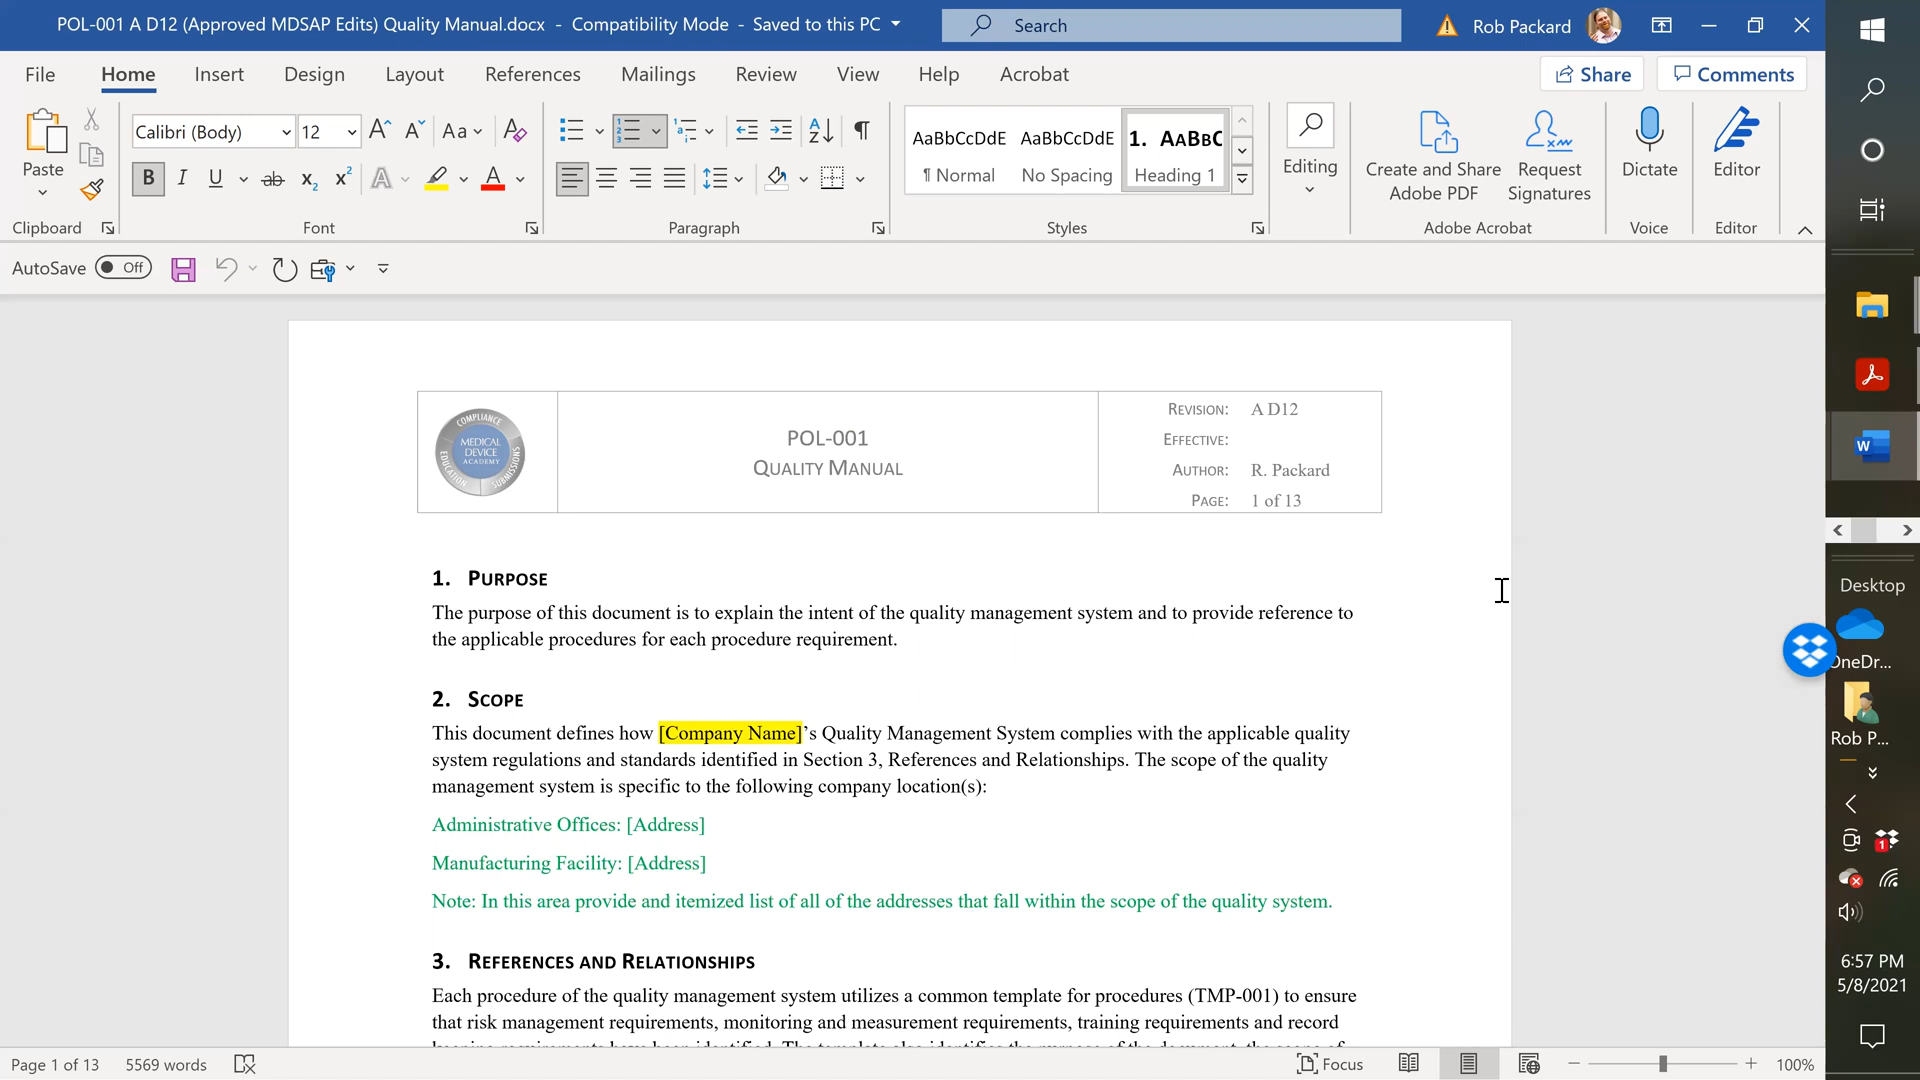 POL-001 A D12 (Approved MDSAP Edits) Quality Manual.docx - Compatibility Mode - Saved to this PC
Search
Rob Packard
File Home Insert Design Layout References Mailings Review View Help Acrobat
Share Comments
Paste
Clipboard
Calibri (Body) 12
Font
Paragraph
AaBbCcDdE AaBbCcDdE 1. AABBC
¶ Normal No Spacing Heading 1
Styles
Editing
Create and Share
Adobe PDF
Request
Signatures
Adobe Acrobat
Dictate
Voice
Editor
Editor
AutoSave Off
COMPLIANCE
MEDICAL
DEVICE
ACADEMY
EDUCATION
SUBMISSIONS
POL-001
QUALITY MANUAL
REVISION: A D12
EFFECTIVE:
AUTHOR: R. Packard
PAGE: 1 of 13
1. PURPOSE
The purpose of this document is to explain the intent of the quality management system and to provide reference to
the applicable procedures for each procedure requirement.
2. SCOPE
This document defines how [Company Name]’s Quality Management System complies with the applicable quality
system regulations and standards identified in Section 3, References and Relationships. The scope of the quality
management system is specific to the following company location(s):
Administrative Offices: [Address]
Manufacturing Facility: [Address]
Note: In this area provide and itemized list of all of the addresses that fall within the scope of the quality system.
3. REFERENCES AND RELATIONSHIPS
Each procedure of the quality management system utilizes a common template for procedures (TMP-001) to ensure
that risk management requirements, monitoring and measurement requirements, training requirements and record
Page 1 of 13 5569 words
Focus
100%
Desktop
OneDr...
Rob P...
1
6:57 PM
5/8/2021